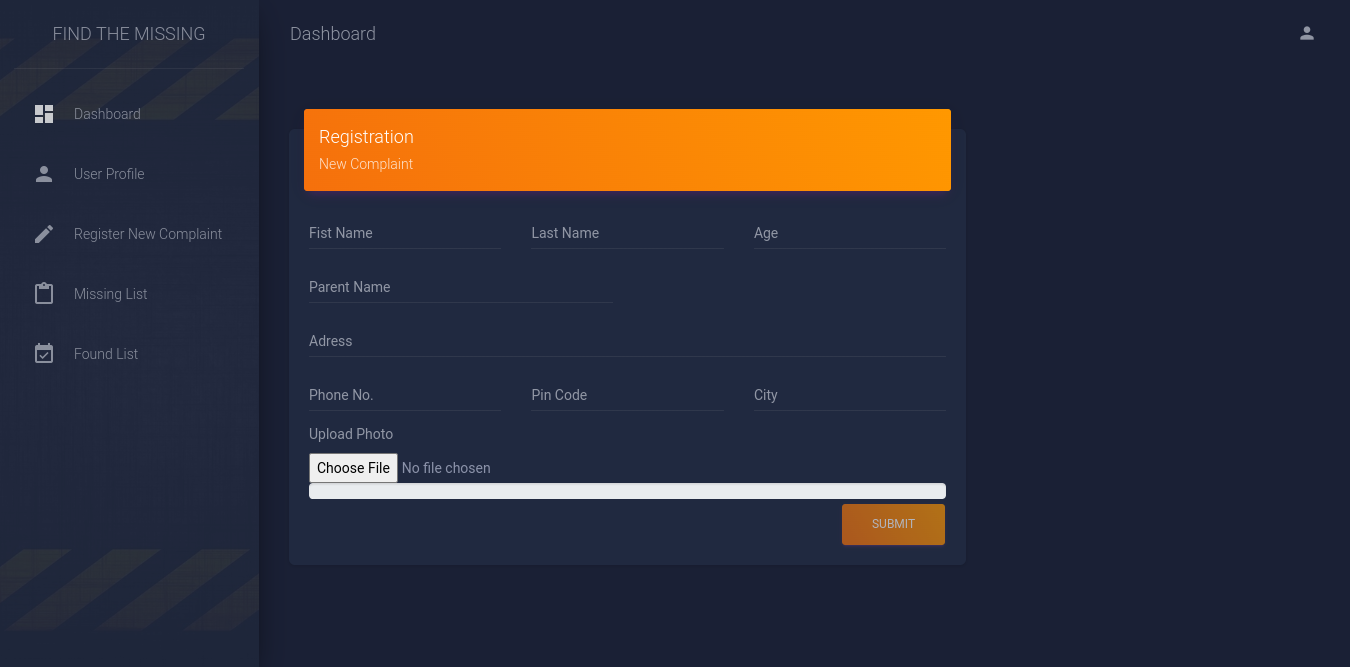 FIND THE MISSING
Dashboard
Dashboard
User Profile
Register New Complaint
Missing List
Found List
Registration
New Complaint
Fist Name
Last Name
Age
Parent Name
Adress
Phone No.
Pin Code
City
Upload Photo
Choose File No file chosen
SUBMIT